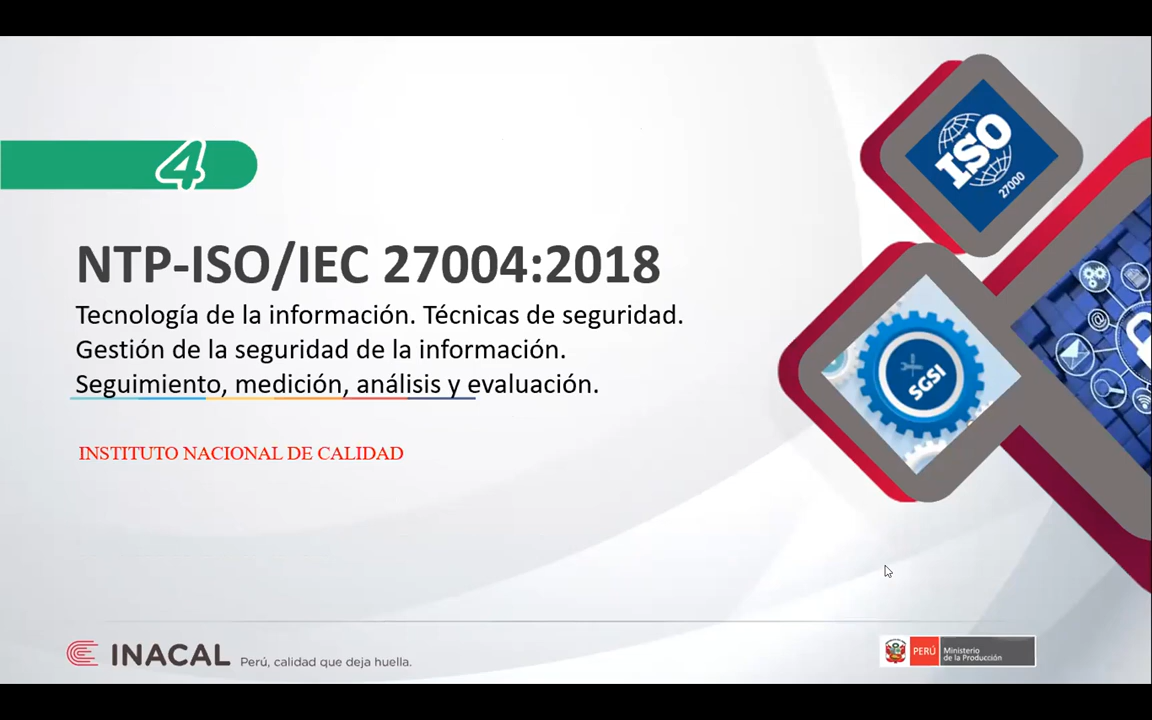 4
NTP-ISO/IEC 27004:2018
Tecnología de la información. Técnicas de seguridad.
Gestión de la seguridad de la información.
Seguimiento, medición, análisis y evaluación.
INSTITUTO NACIONAL DE CALIDAD
ISO
27000
SGSI
@
INACAL Perú, calidad que deja huella.
PERÚ
Ministerio
de la Producción